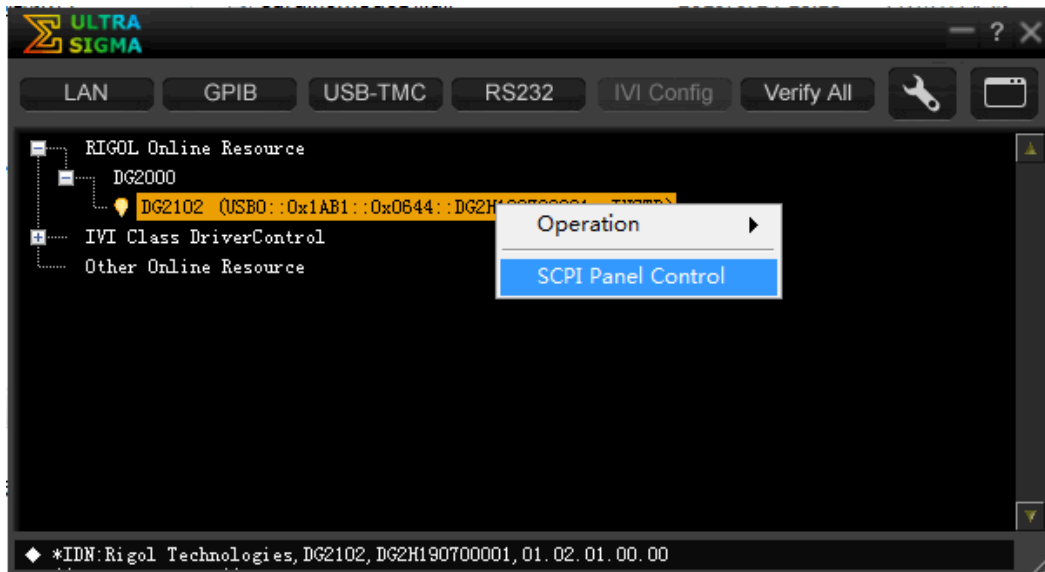 ULTRA
SIGMA
?
LAN GPIB USB-TMC RS232 IVI Config Verify All
RIGOL Online Resource
DG2000
DG2102 (USB0::0x1AB1::0x0644::DG2H
Operation
IVI Class DriverControl
SCPI Panel Control
Other Online Resource
*IDN:Rigol Technologies,DG2102,DG2H190700001,01.02.01.00.00